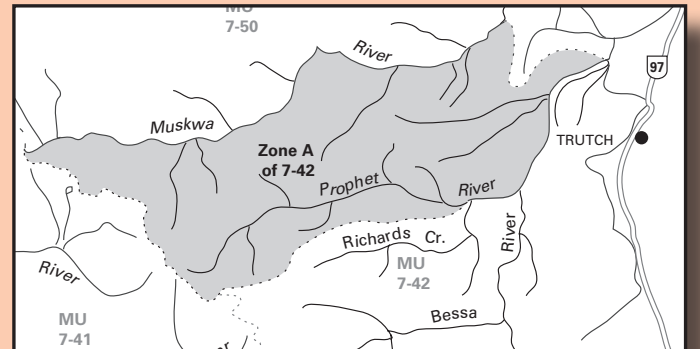 MU
7-50
River
97
Muskwa
TRUTCH
Zone A
of 7-42
Prophet
River
River
Richards Cr.
MU
7-42
River
Bessa
MU
7-41